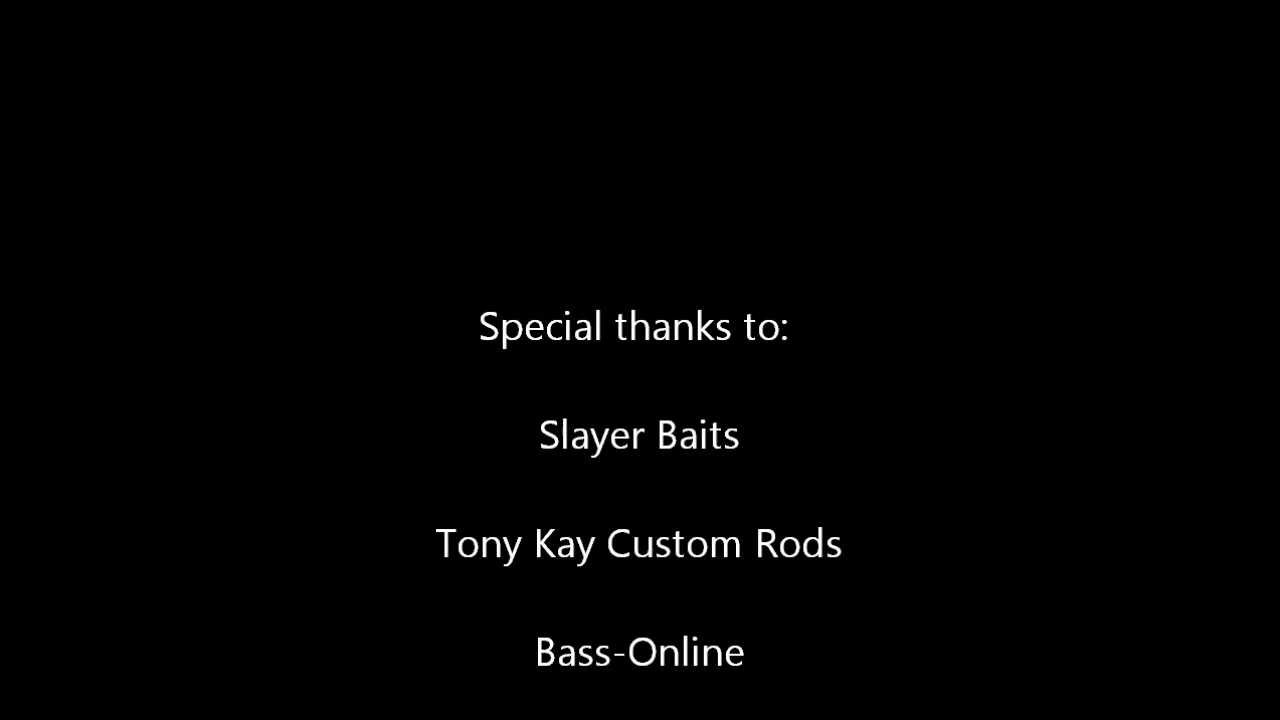 Special thanks to:
Slayer Baits
Tony Kay Custom Rods
Bass-Online